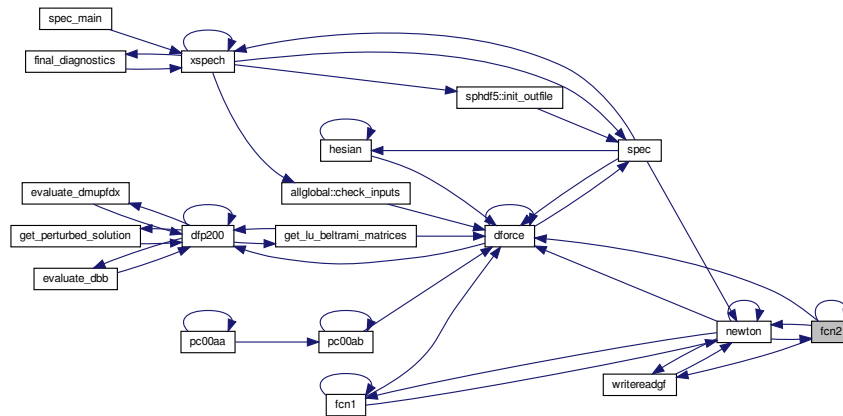 spec_main
final_diagnostics
xspech
sphdf5::init_outfile
hesian
spec
evaluate_dmupfdx
allglobal::check_inputs
get_perturbed_solution
dfp200
get_lu_beltrami_matrices
dforce
evaluate_dbb
newton
fcn2
pc00aa
pc00ab
writereadgf
fcn1